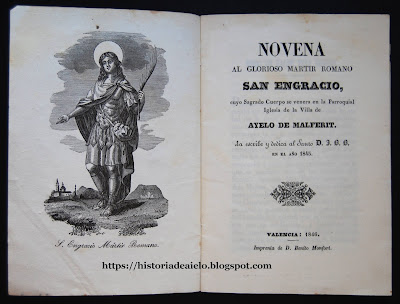 S. Engracio Mártir Romano.
NOVENA
AL GLORIOSO MARTIR ROMANO
SAN ENGRACIO,
cuyo Sagrado Cuerpo se venera en la Parroquial
Iglesia de la Villa de
AYELO DE MALFERIT.
La escribe y dedica al Santo D. J. B. B.
EN EL AÑO 1845.
VALENCIA: 1846.
Imprenta de D. Benito Monfort.
https://historiadeaielo.blogspot.com